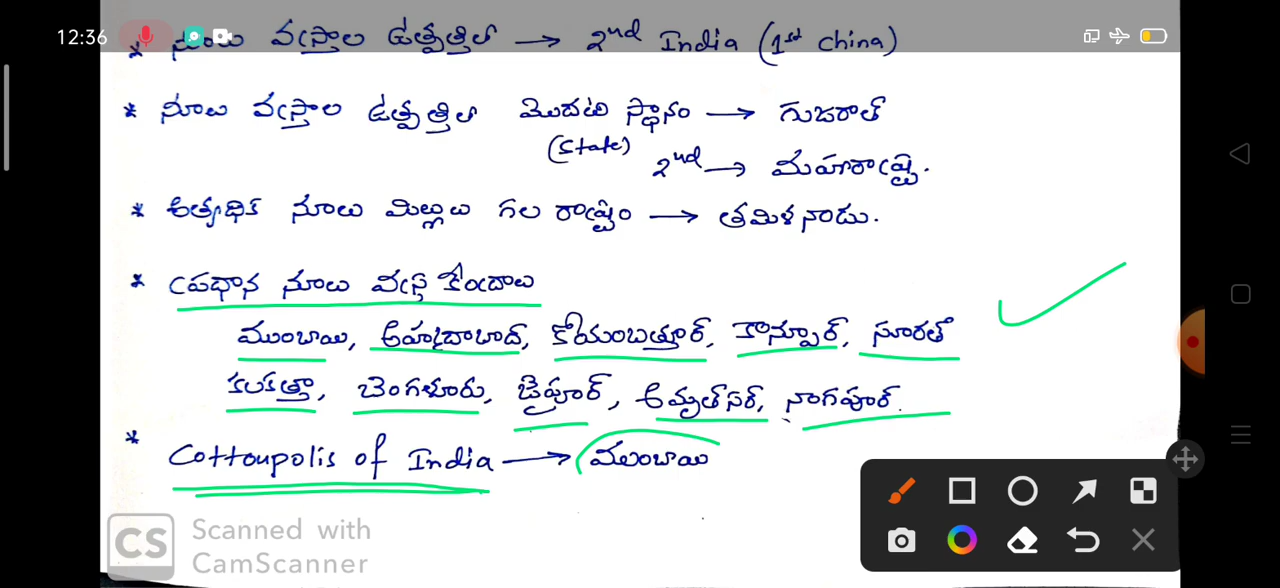 12:36
* నూలు వస్త్రాల ఉత్పత్తిలో → 2nd India (1st China)
* నూలు వస్త్రాల ఉత్పత్తిలో మొదటి స్థానం → గుజరాత్
(State) 2nd → మహారాష్ట్ర.
* అత్యధిక నూలు మిల్లులు గల రాష్ట్రం → తమిళనాడు.
* ప్రధాన నూలు వస్త్ర కేంద్రాలు
ముంబాయి, అహ్మదాబాద్, కోయంబత్తూర్, కాన్పూర్, సూరత్
కలకత్తా, బెంగళూరు, జైపూర్, అమృత్‌సర్, నాగపూర్.
* Cottonpolis of India → ముంబాయి
CS Scanned with
CamScanner